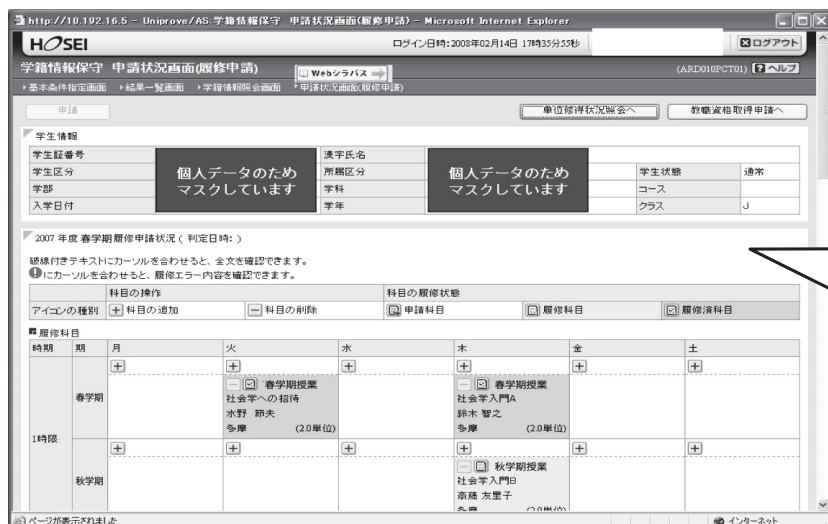 http://10.192.16.5 - Uniprove/AS:学籍情報保守 申請状況画面(履修申請) - Microsoft Internet Explorer
HOSEI
ログイン日時:2008年02月14日 17時35分55秒
ログアウト
学籍情報保守 申請状況画面(履修申請)
Webシラバス
(ARD010PCT01) ヘルプ
基本条件指定画面 結果一覧画面 学籍情報照会画面 申請状況画面(履修申請)
申請
単位修得状況照会へ
教職資格取得申請へ
学生情報
学生証番号 漢字氏名
学生区分 所属区分 学生状態 通常
学部 学科 コース
入学日付 学年 クラス J
個人データのため
マスクしています
個人データのため
マスクしています
2007 年度 春学期 履修申請状況 ( 判定日時: )
破線付きテキストにカーソルを合わせると、全文を確認できます。
!にカーソルを合わせると、履修エラー内容を確認できます。
科目の操作 科目の履修状態
アイコンの種別 + 科目の追加 − 科目の削除 申請科目 履修科目 履修済科目
履修科目
時期 期 月 火 水 木 金 土
1時限
春学期
春学期授業
社会学への招待
水野 節夫
多摩 (2.0単位)
春学期授業
社会学入門A
鈴木 智之
多摩 (2.0単位)
秋学期
秋学期授業
社会学入門B
斎藤 友里子
多摩 (2.0単位)
ページが表示されました
インターネット